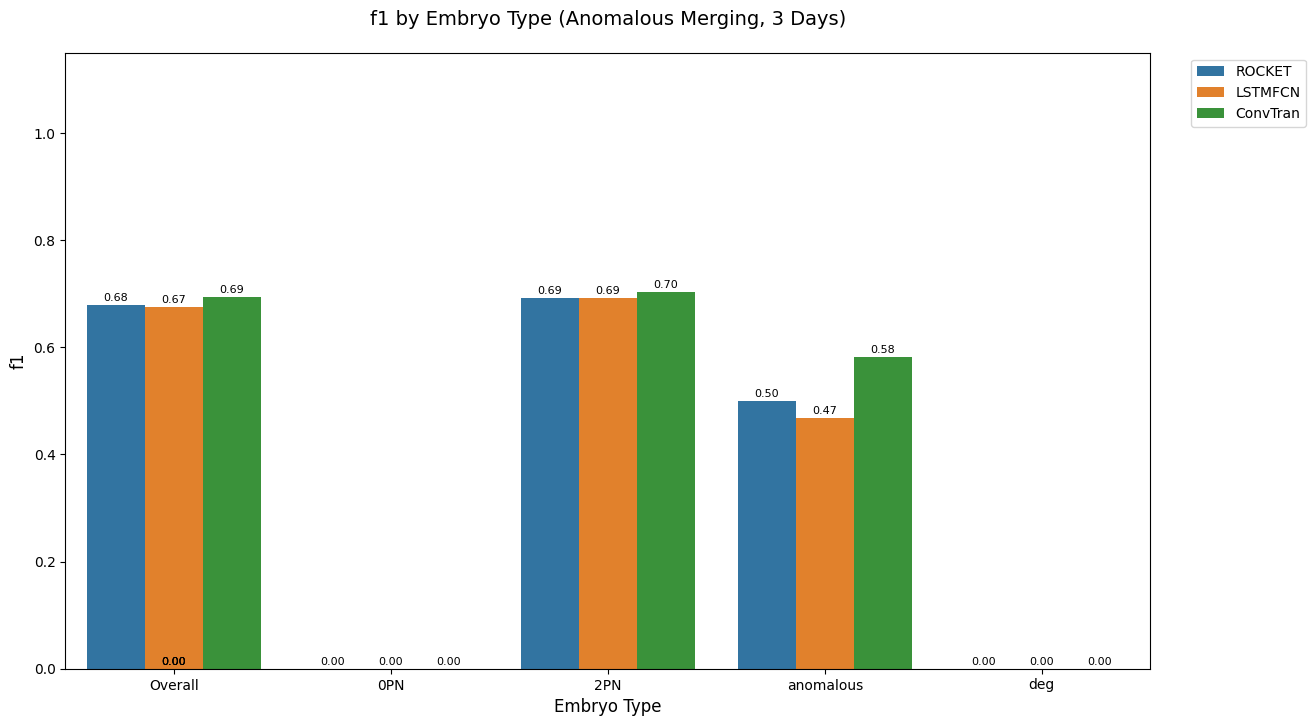 f1 by Embryo Type (Anomalous Merging, 3 Days)
ROCKET
LSTMFCN
ConvTran
f1
1.0
0.8
0.6
0.4
0.2
0.0
0.68 0.67 0.69
0.00
0.00 0.00 0.00
0.69 0.69 0.70
0.50 0.47 0.58
0.00 0.00 0.00
Overall 0PN 2PN anomalous deg
Embryo Type